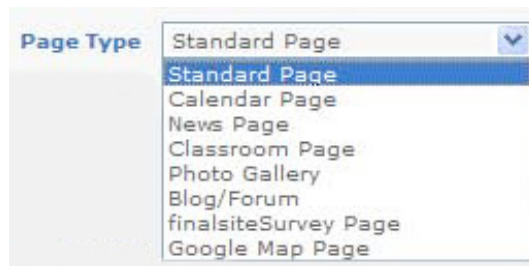 Page Type Standard Page
Standard Page
Calendar Page
News Page
Classroom Page
Photo Gallery
Blog/Forum
finalsiteSurvey Page
Google Map Page